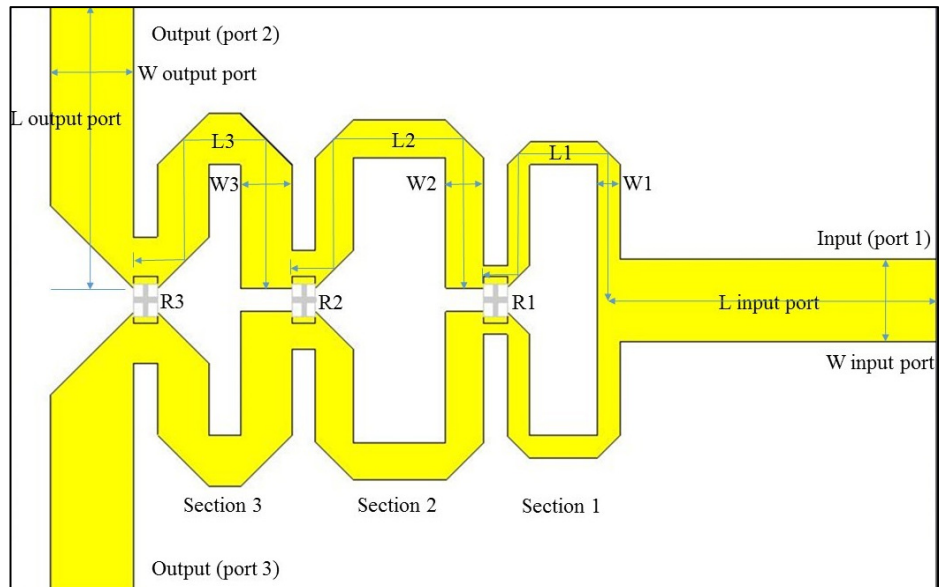 Output (port 2)
W output port
L output port
L3
L2
L1
W3
W2
W1
Input (port 1)
R3
R2
R1
L input port
W input port
Section 3
Section 2
Section 1
Output (port 3)